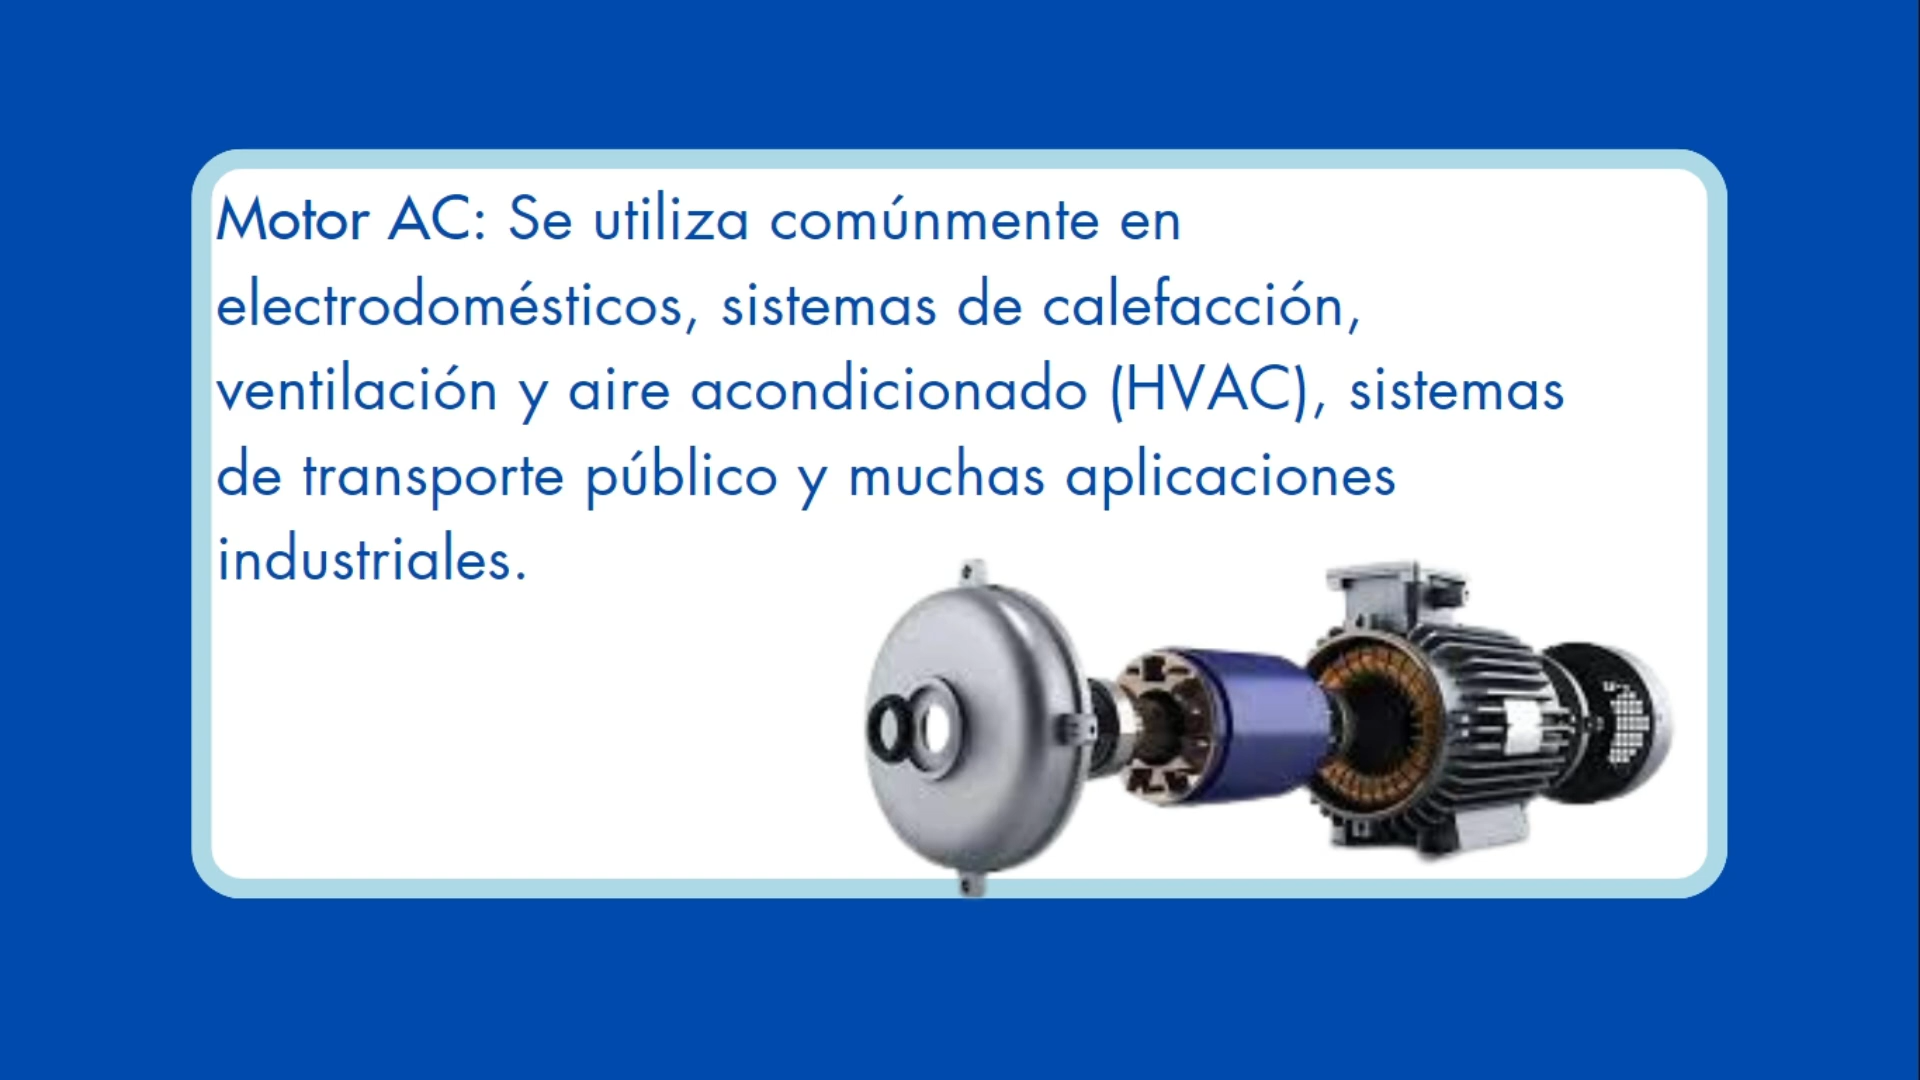 Motor AC: Se utiliza comúnmente en
electrodomésticos, sistemas de calefacción,
ventilación y aire acondicionado (HVAC), sistemas
de transporte público y muchas aplicaciones
industriales.